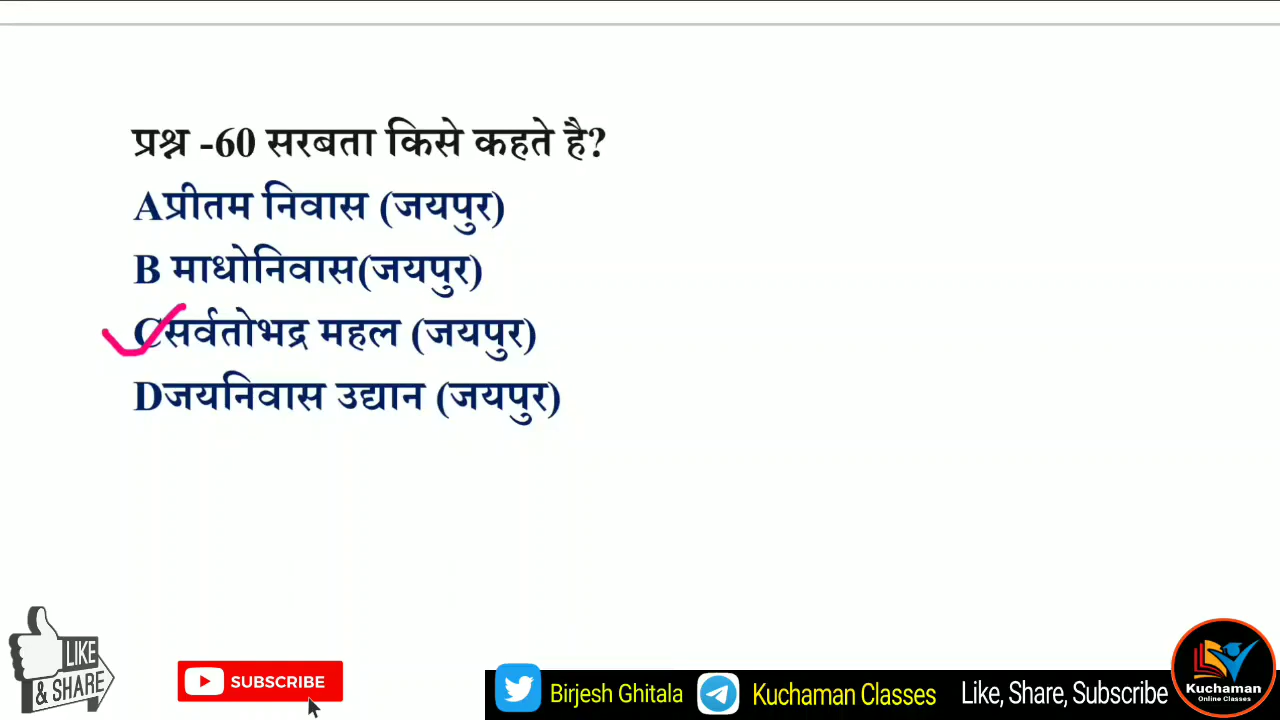 प्रश्न -60 सरबता किसे कहते है?
Aप्रीतम निवास (जयपुर)
B माधोनिवास(जयपुर)
Cसर्वतोभद्र महल (जयपुर)
Dजयनिवास उद्यान (जयपुर)
LIKE
& SHARE
SUBSCRIBE
Birjesh Ghitala
Kuchaman Classes
Like, Share, Subscribe
Kuchaman
Online Classes